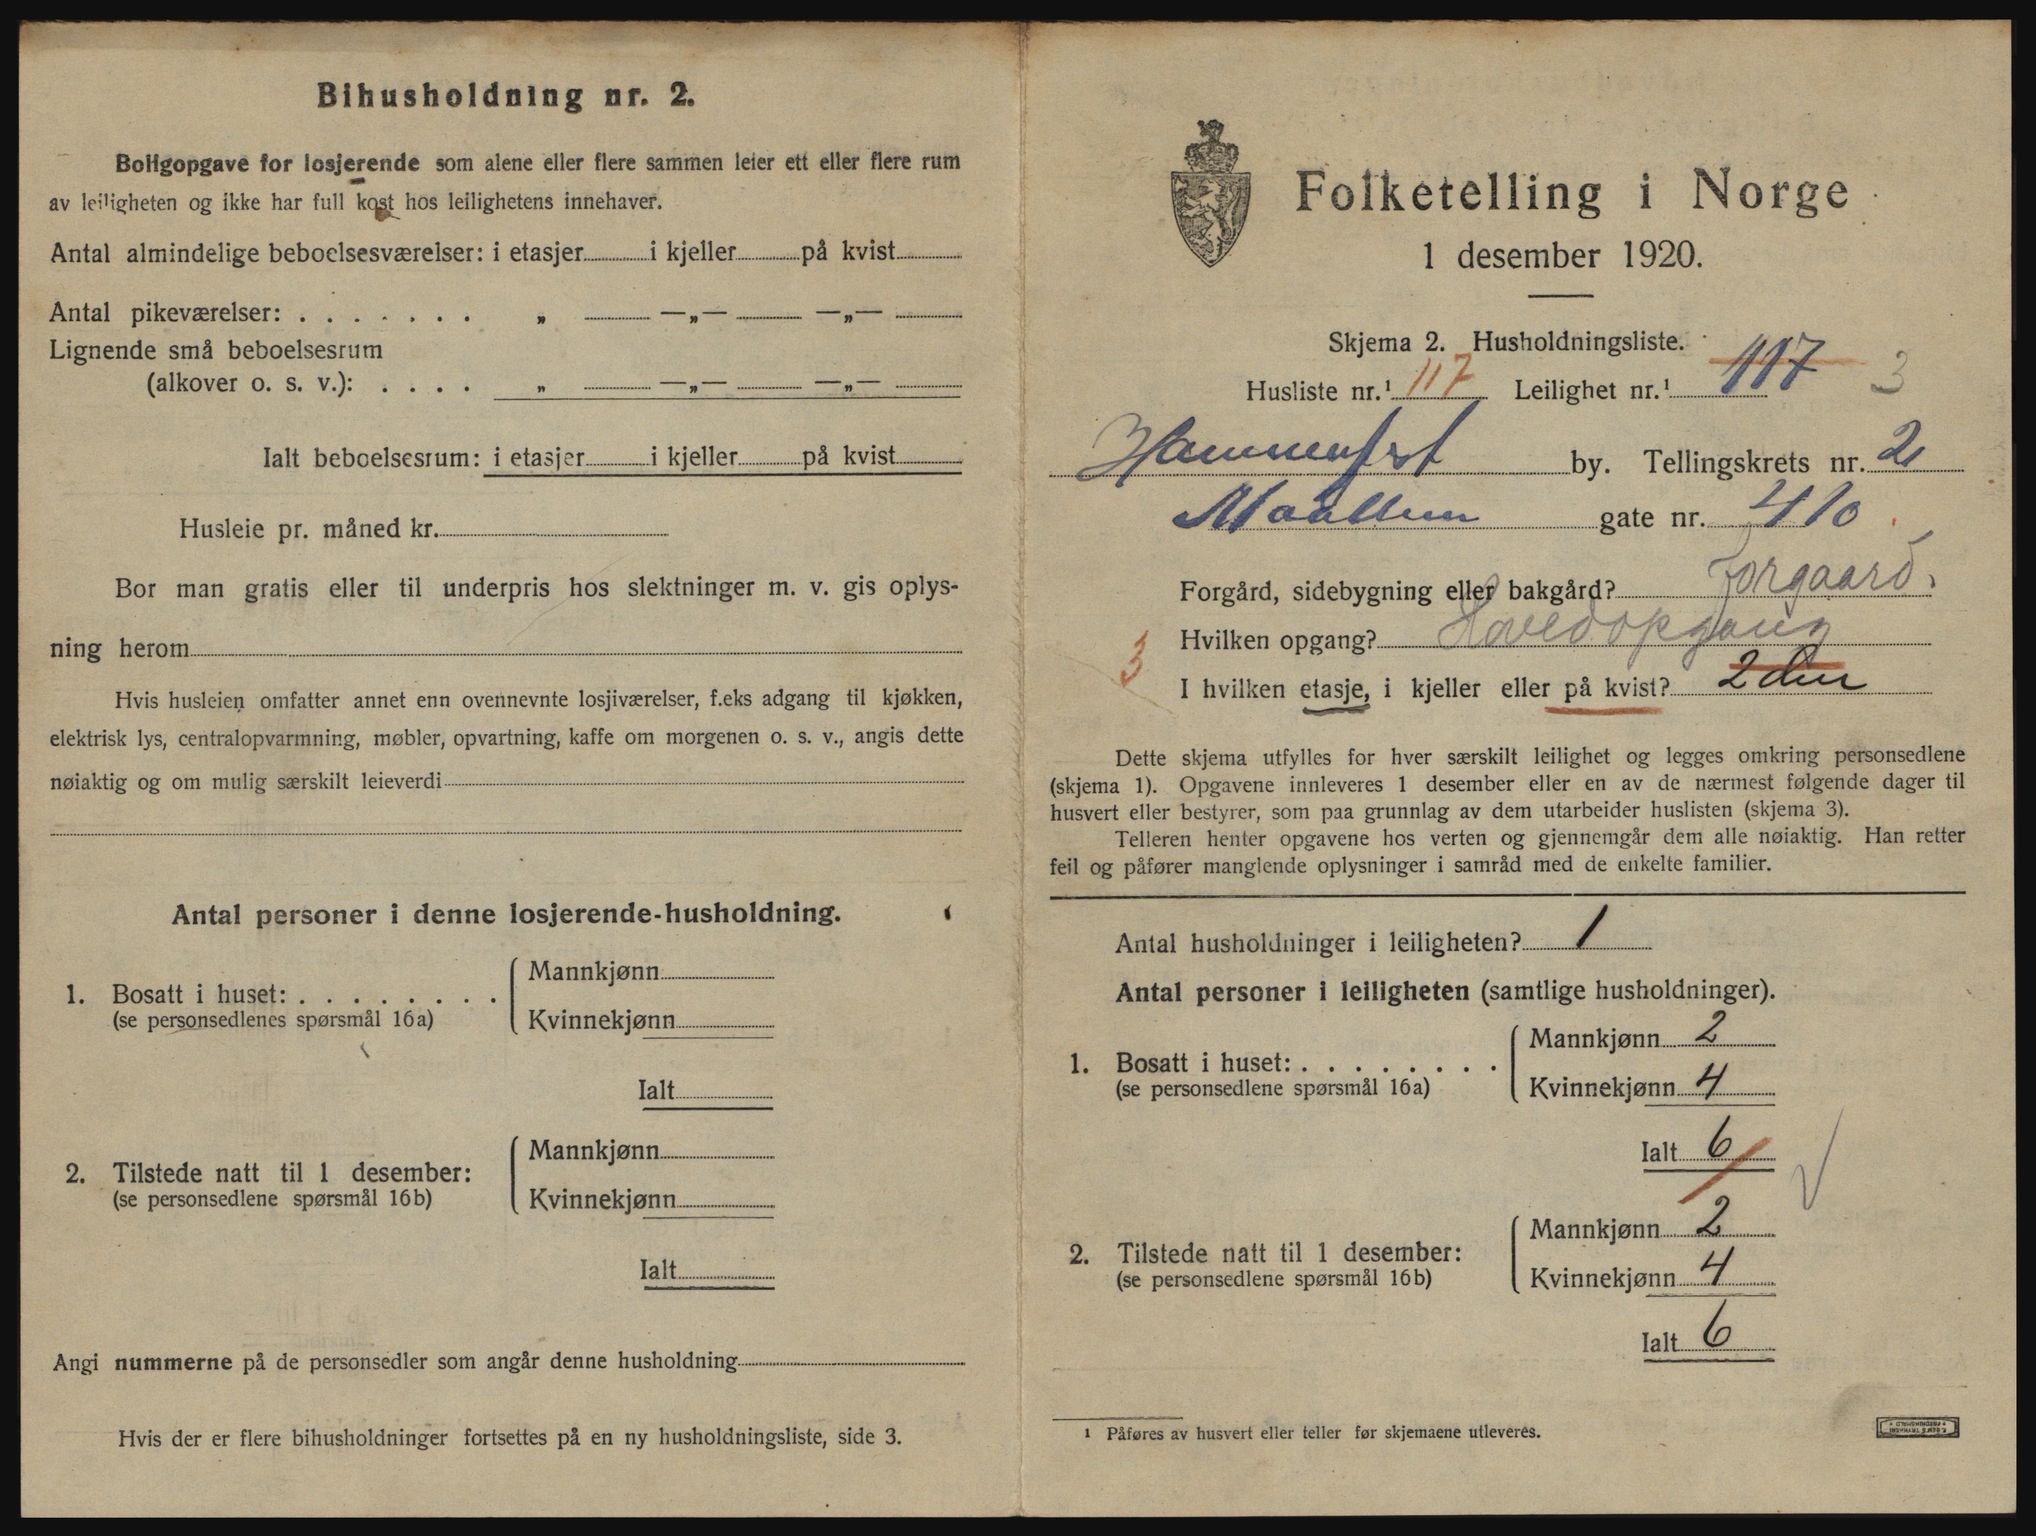 Bihusholdning nr. 2.
Boligopgave for losjerende som alene eller flere sammen leier ett eller flere rum
av leiligheten og ikke har full kost hos leilighetens innehaver.
Antal almindelige beboelsesværelser: i etasjer i kjeller på kvist
Antal pikeværelser: . . . . . . . „ —„— —„—
Lignende små beboelsesrum
(alkover o. s. v.): . . . . „ —„— —„—
Ialt beboelsesrum: i etasjer i kjeller på kvist
Husleie pr. måned kr.
Bor man gratis eller til underpris hos slektninger m. v. gis oplys-
ning herom
Hvis husleien omfatter annet enn ovennevnte losjiværelser, f.eks adgang til kjøkken,
elektrisk lys, centralopvarmning, møbler, opvartning, kaffe om morgenen o. s. v., angis dette
nøiaktig og om mulig særskilt leieverdi
Antal personer i denne losjerende-husholdning.
1. Bosatt i huset: . . . . . . . . Mannkjønn
(se personsedlenes spørsmål 16a) Kvinnekjønn
Ialt
2. Tilstede natt til 1 desember: Mannkjønn
(se personsedlene spørsmål 16b) Kvinnekjønn
Ialt
Angi nummerne på de personsedler som angår denne husholdning
Hvis der er flere bihusholdninger fortsettes på en ny husholdningsliste, side 3.
Folketelling i Norge
1 desember 1920.
Skjema 2. Husholdningsliste.
Husliste nr.¹ 117 Leilighet nr.¹ 117 3
Hammerfest by. Tellingskrets nr. 2
gate nr. 410
Forgård, sidebygning eller bakgård? Forgaard.
Hvilken opgang? Hovedopgang
3
I hvilken etasje, i kjeller eller på kvist? 2den
Dette skjema utfylles for hver særskilt leilighet og legges omkring personsedlene
(skjema 1). Opgavene innleveres 1 desember eller en av de nærmest følgende dager til
husvert eller bestyrer, som paa grunnlag av dem utarbeider huslisten (skjema 3).
Telleren henter opgavene hos verten og gjennemgår dem alle nøiaktig. Han retter
feil og påfører manglende oplysninger i samråd med de enkelte familier.
Antal husholdninger i leiligheten? 1
Antal personer i leiligheten (samtlige husholdninger).
1. Bosatt i huset: . . . . . . . . Mannkjønn 2
(se personsedlene spørsmål 16a) Kvinnekjønn 4
Ialt 6
2. Tilstede natt til 1 desember: Mannkjønn 2
(se personsedlene spørsmål 16b) Kvinnekjønn 4
Ialt 6
¹ Påføres av husvert eller teller før skjemaene utleveres.